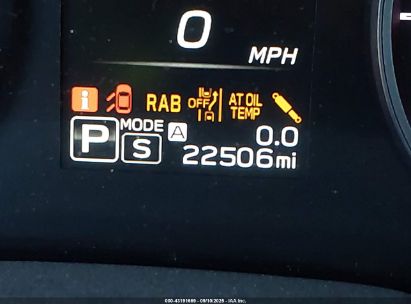 0
MPH
i
RAB
OFF
AT OIL
TEMP
P
MODE
S
A
0.0
22506mi